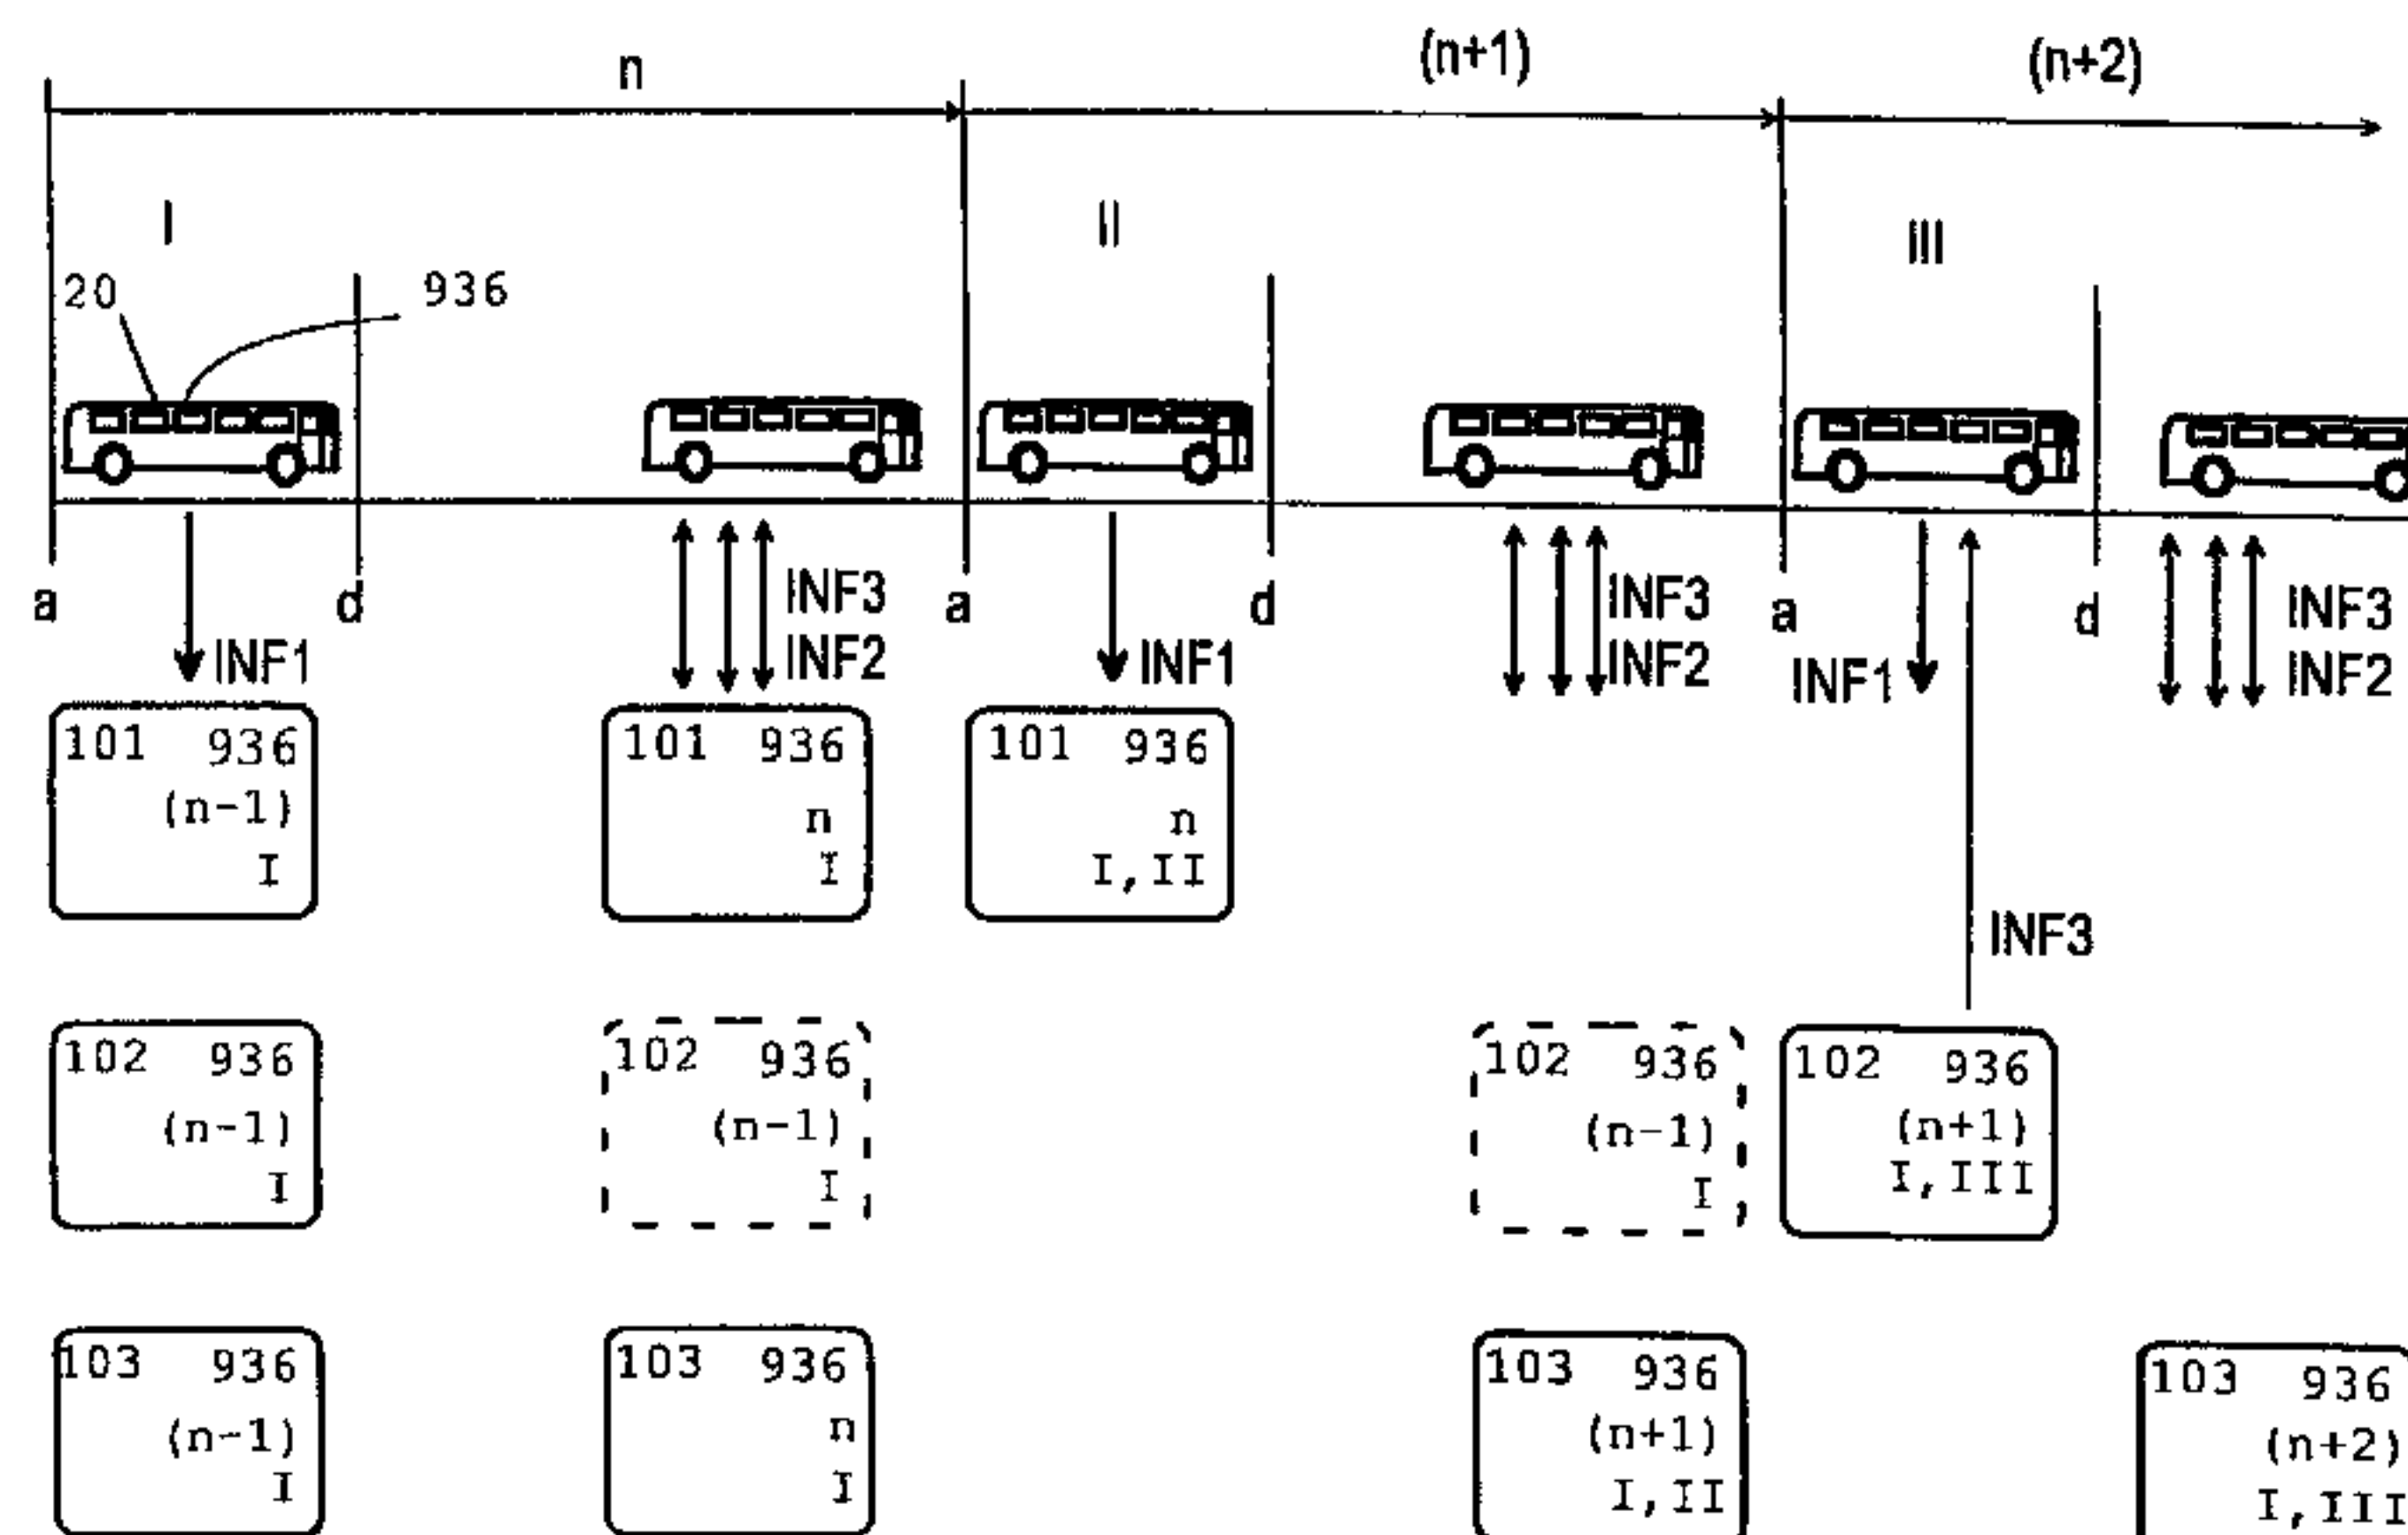 n
(n+1)
(n+2)
I
II
III
20
936
a
d
a
d
a
d
INF1
INF3
INF2
INF1
INF3
INF2
INF1
INF3
INF2
101 936
(n-1)
I
101 936
n
I
101 936
n
I,II
INF3
102 936
(n-1)
I
102 936
(n-1)
I
102 936
(n-1)
I
102 936
(n+1)
I,III
103 936
(n-1)
I
103 936
n
I
103 936
(n+1)
I,II
103 936
(n+2)
I,III